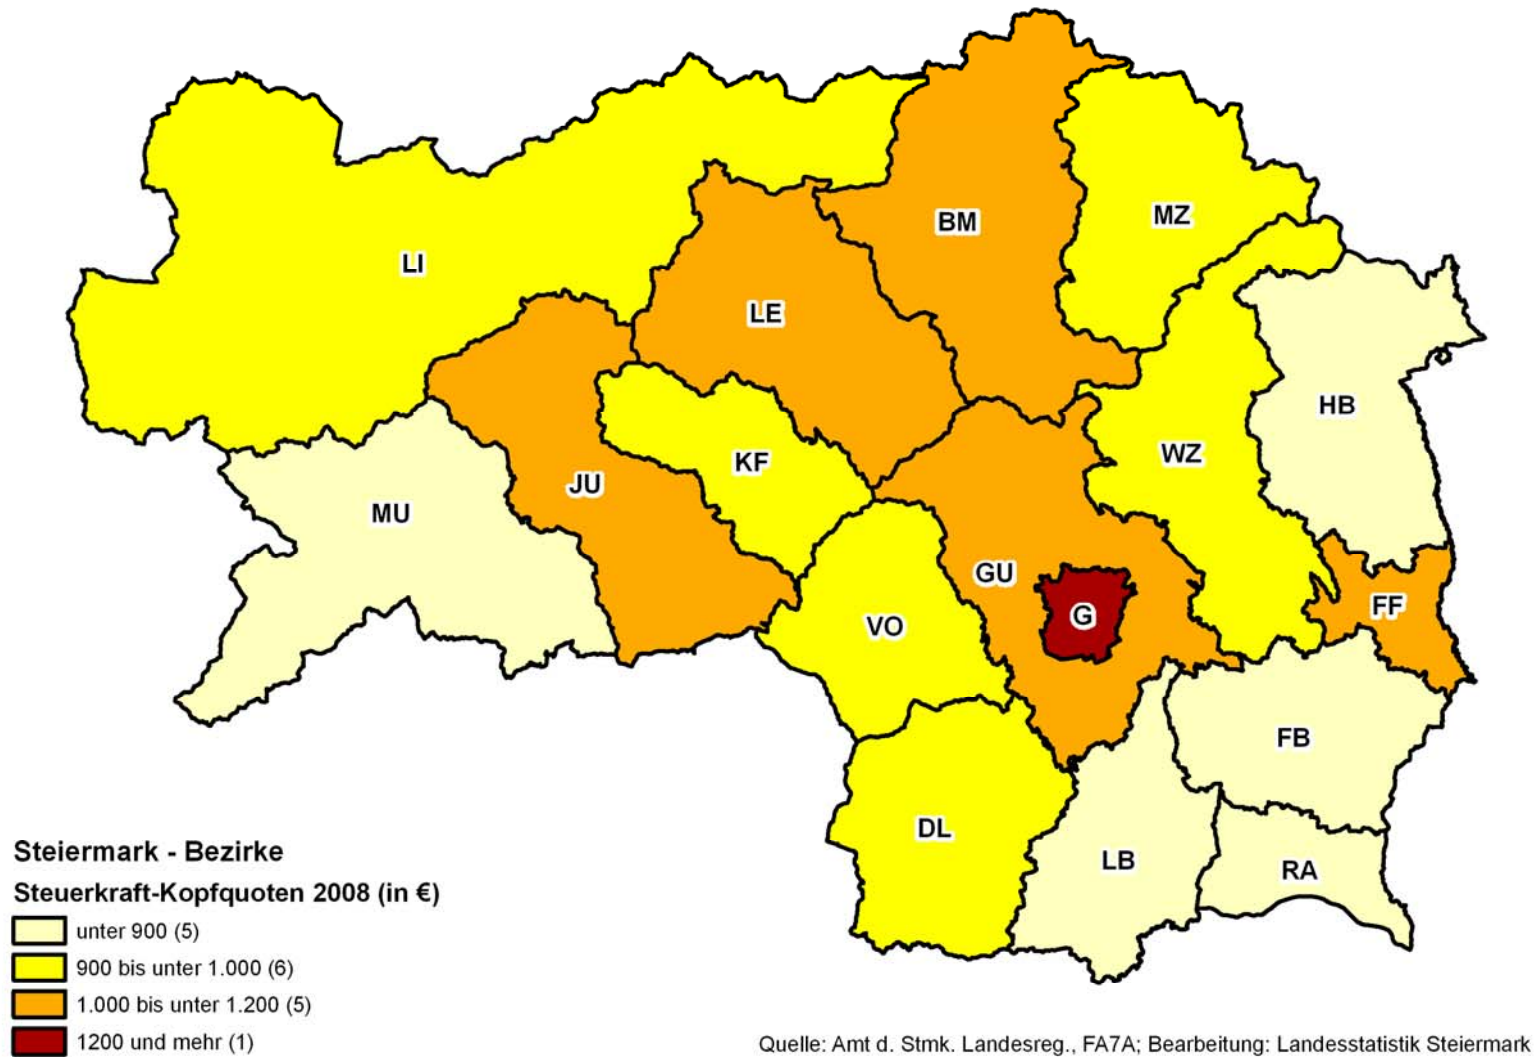 BM
MZ
LI
LE
HB
WZ
KF
JU
MU
GU
FF
G
VO
FB
DL
LB
RA
Steiermark - Bezirke
Steuerkraft-Kopfquoten 2008 (in €)
unter 900 (5)
900 bis unter 1.000 (6)
1.000 bis unter 1.200 (5)
1200 und mehr (1)
Quelle: Amt d. Stmk. Landesreg., FA7A; Bearbeitung: Landesstatistik Steiermark